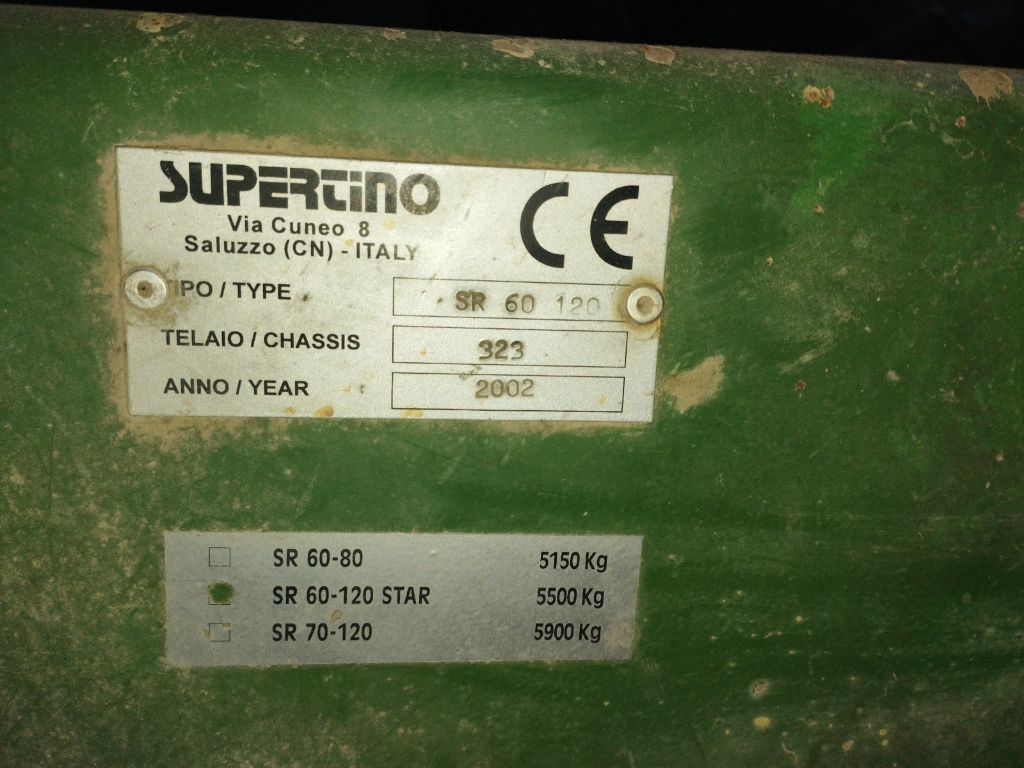 SUPERTINO
CE
Via Cuneo 8
Saluzzo (CN) - ITALY
TIPO / TYPE SR 60 120
TELAIO / CHASSIS 323
ANNO / YEAR 2002
SR 60-80 5150 Kg
SR 60-120 STAR 5500 Kg
SR 70-120 5900 Kg